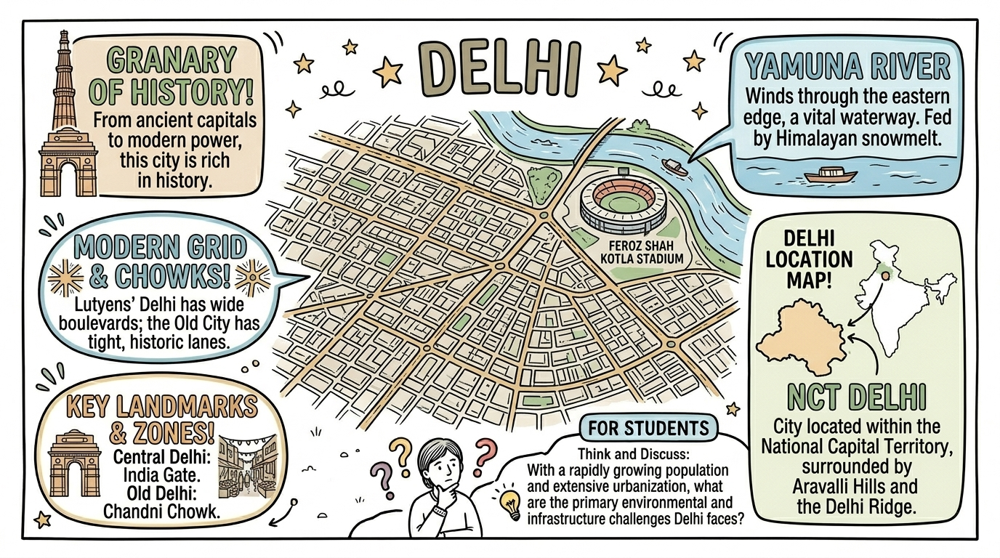 DELHI
GRANARY
OF HISTORY!
From ancient capitals
to modern power,
this city is rich
in history.
MODERN GRID
& CHOWKS!
Lutyens’ Delhi has wide
boulevards; the Old City has
tight, historic lanes.
KEY LANDMARKS
& ZONES!
Central Delhi:
India Gate.
Old Delhi:
Chandni Chowk.
FEROZ SHAH
KOTLA STADIUM
YAMUNA RIVER
Winds through the eastern
edge, a vital waterway. Fed
by Himalayan snowmelt.
DELHI
LOCATION
MAP!
NCT DELHI
City located within the
National Capital Territory,
surrounded by
Aravalli Hills and
the Delhi Ridge.
FOR STUDENTS
Think and Discuss:
With a rapidly growing population
and extensive urbanization, what
are the primary environmental and
infrastructure challenges Delhi faces?